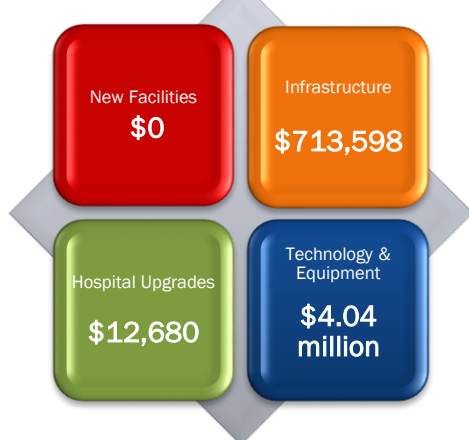 New Facilities
$0
Infrastructure
$713,598
Hospital Upgrades
$12,680
Technology &
Equipment
$4.04
million